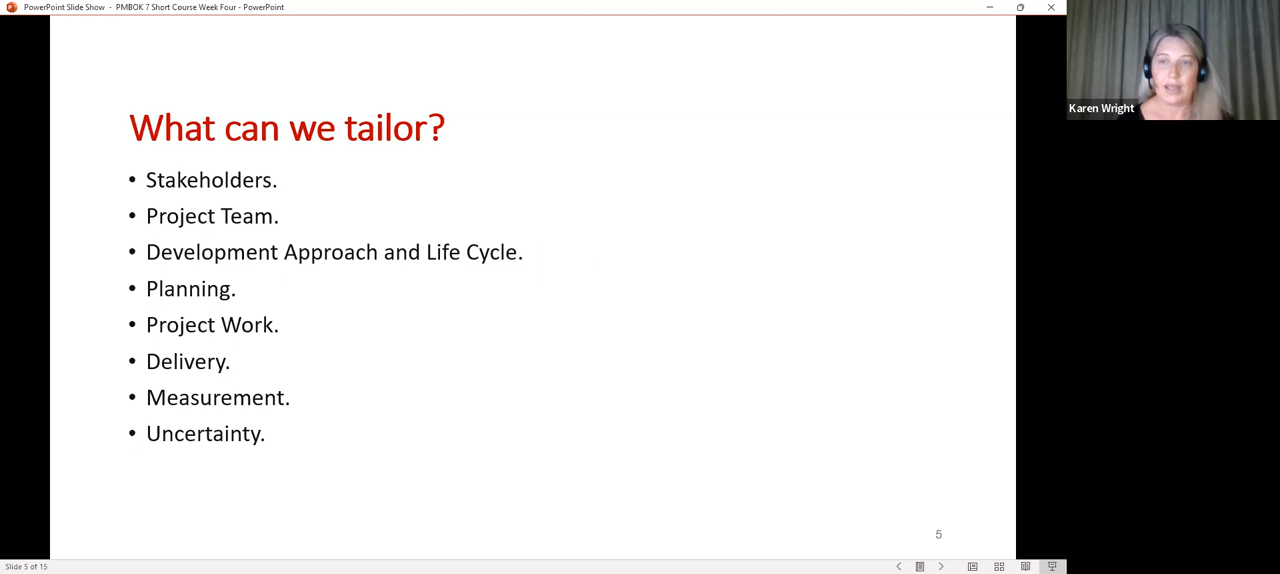 PowerPoint Slide Show - PMBOK 7 Short Course Week Four - PowerPoint
Karen Wright
What can we tailor?
• Stakeholders.
• Project Team.
• Development Approach and Life Cycle.
• Planning.
• Project Work.
• Delivery.
• Measurement.
• Uncertainty.
5
Slide 5 of 15